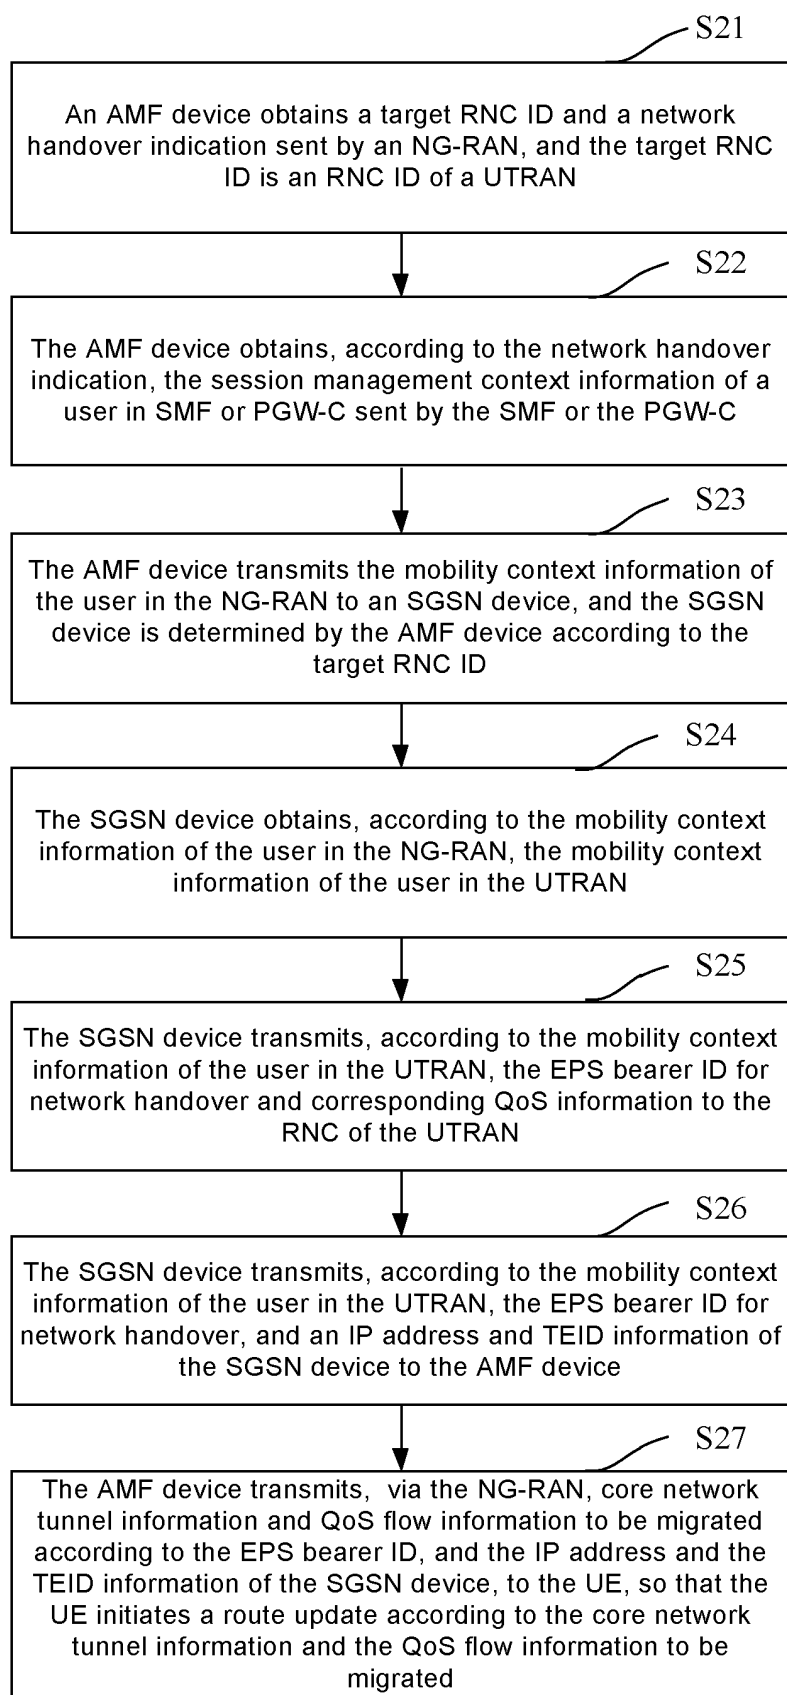 S21
An AMF device obtains a target RNC ID and a network
handover indication sent by an NG-RAN, and the target RNC
ID is an RNC ID of a UTRAN
S22
The AMF device obtains, according to the network handover
indication, the session management context information of a
user in SMF or PGW-C sent by the SMF or the PGW-C
S23
The AMF device transmits the mobility context information of
the user in the NG-RAN to an SGSN device, and the SGSN
device is determined by the AMF device according to the
target RNC ID
S24
The SGSN device obtains, according to the mobility context
information of the user in the NG-RAN, the mobility context
information of the user in the UTRAN
S25
The SGSN device transmits, according to the mobility context
information of the user in the UTRAN, the EPS bearer ID for
network handover and corresponding QoS information to the
RNC of the UTRAN
S26
The SGSN device transmits, according to the mobility context
information of the user in the UTRAN, the EPS bearer ID for
network handover, and an IP address and TEID information of
the SGSN device to the AMF device
S27
The AMF device transmits, via the NG-RAN, core network
tunnel information and QoS flow information to be migrated
according to the EPS bearer ID, and the IP address and the
TEID information of the SGSN device, to the UE, so that the
UE initiates a route update according to the core network
tunnel information and the QoS flow information to be
migrated